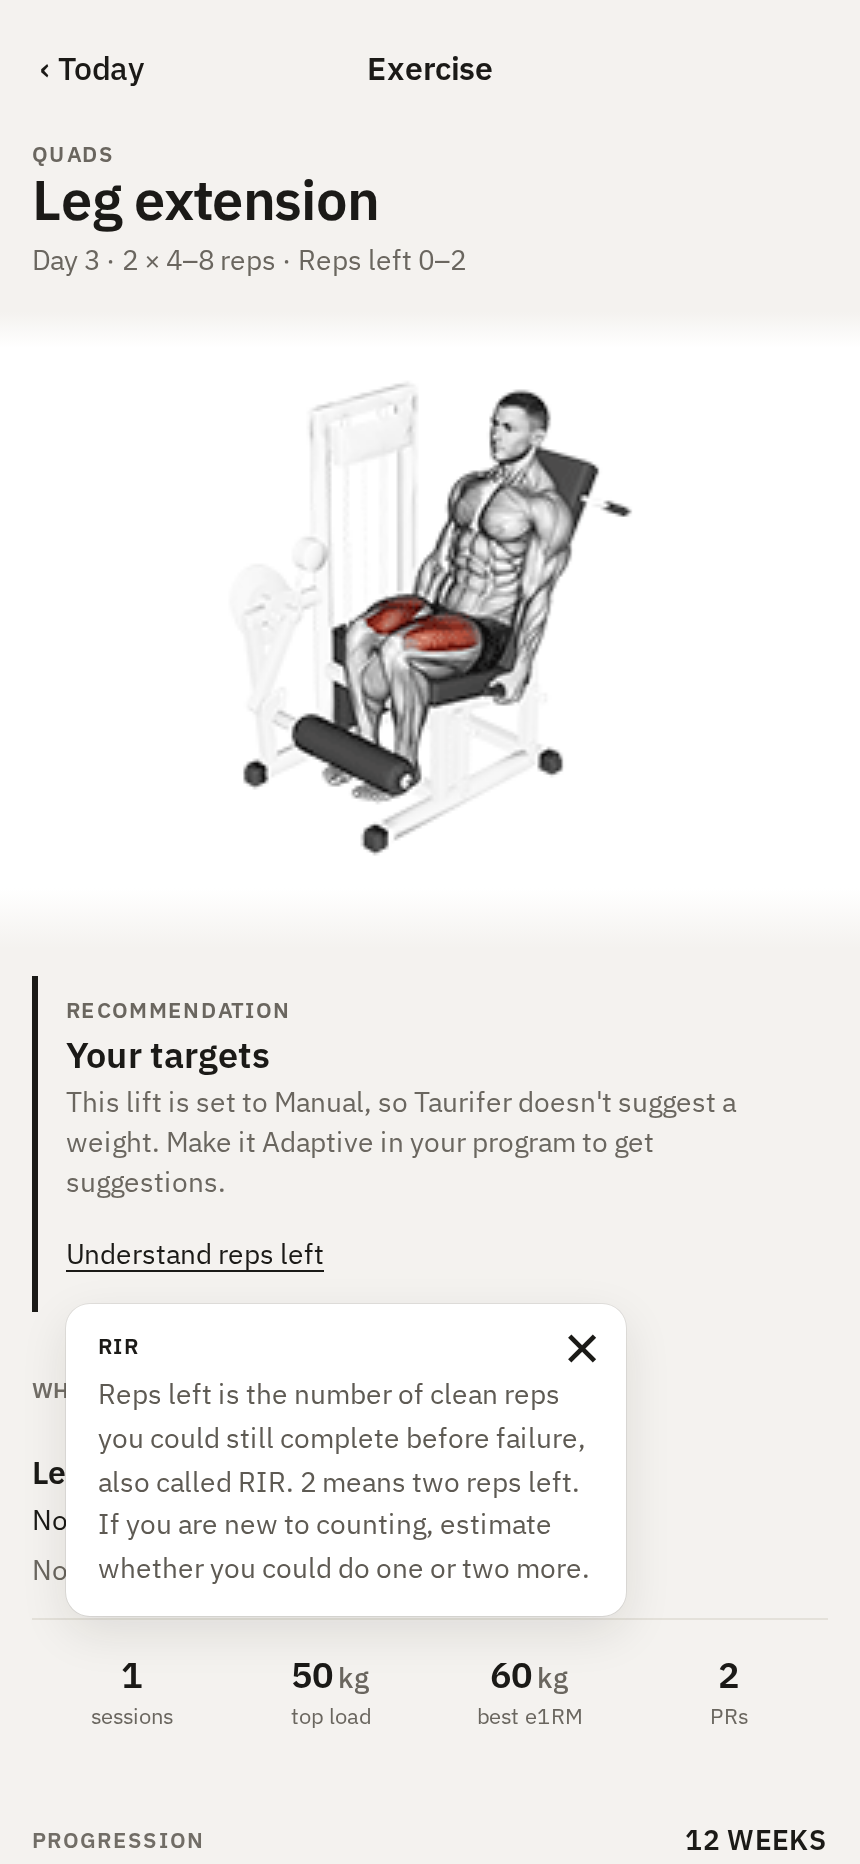 ‹ Today
Exercise
QUADS
Leg extension
Day 3 · 2 × 4–8 reps · Reps left 0–2
RECOMMENDATION
Your targets
This lift is set to Manual, so Taurifer doesn't suggest a
weight. Make it Adaptive in your program to get
suggestions.
Understand reps left
RIR
Reps left is the number of clean reps
you could still complete before failure,
also called RIR. 2 means two reps left.
If you are new to counting, estimate
whether you could do one or two more.
1
sessions
50 kg
top load
60 kg
best e1RM
2
PRs
PROGRESSION
12 WEEKS